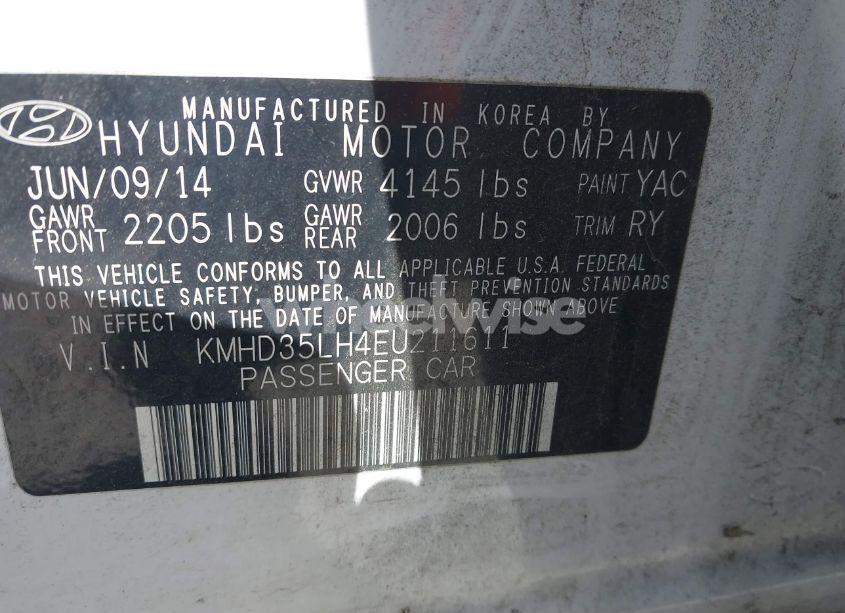 MANUFACTURED IN KOREA BY
HYUNDAI MOTOR COMPANY
JUN/09/14 GVWR 4145 lbs PAINT YAC
GAWR FRONT 2205 lbs GAWR REAR 2006 lbs TRIM RY
THIS VEHICLE CONFORMS TO ALL APPLICABLE U.S.A. FEDERAL
MOTOR VEHICLE SAFETY, BUMPER, AND THEFT PREVENTION STANDARDS
IN EFFECT ON THE DATE OF MANUFACTURE SHOWN ABOVE
wheelwise
V.I.N KMHD35LH4EU211611
PASSENGER CAR